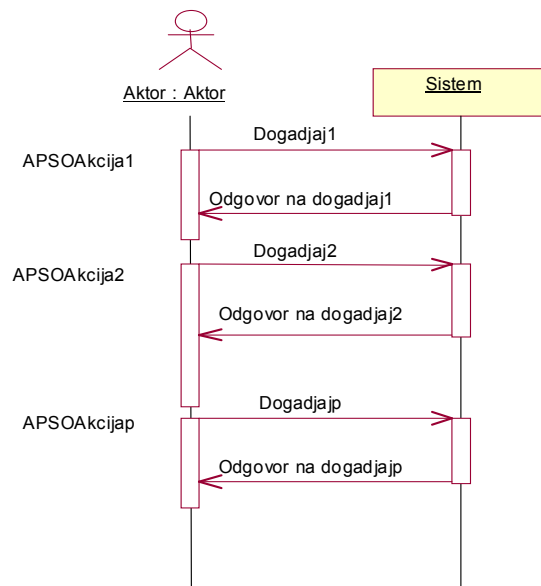 Aktor : Aktor
Sistem
Dogadjaj1
APSOAkcija1
Odgovor na dogadjaj1
Dogadjaj2
APSOAkcija2
Odgovor na dogadjaj2
Dogadjajp
APSOAkcijap
Odgovor na dogadjajp